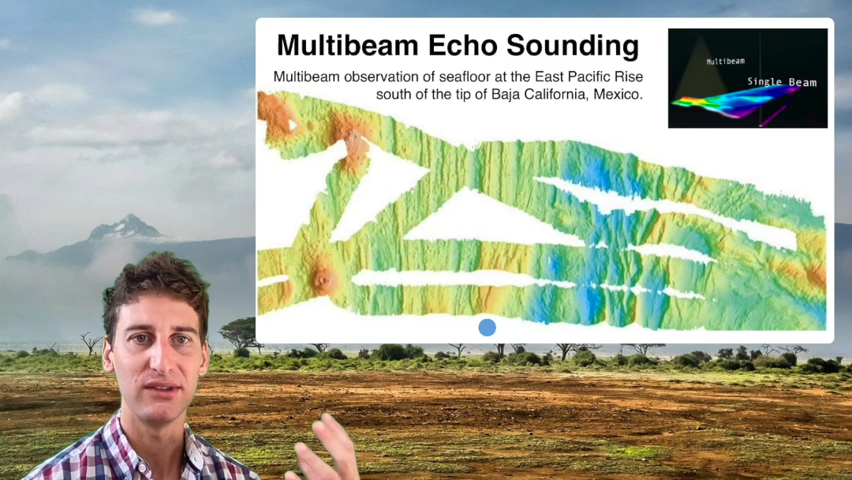 Multibeam Echo Sounding
Multibeam observation of seafloor at the East Pacific Rise
south of the tip of Baja California, Mexico.
Multibeam
Single Beam